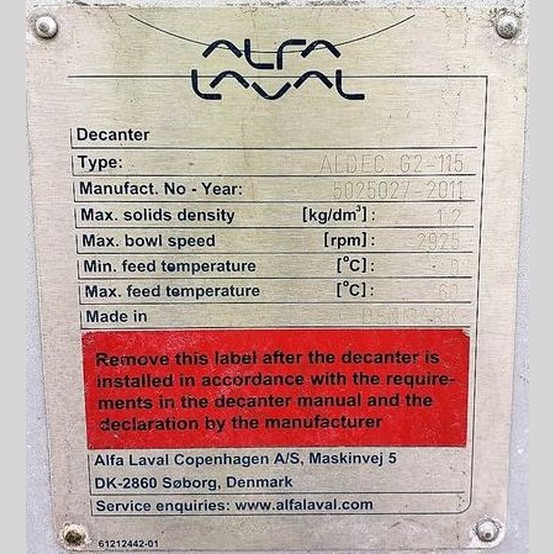 ALFA
LAVAL
Decanter
Type: ALDEC G2-115
Manufact. No - Year: 5025027-2011
Max. solids density [kg/dm³]: 1.2
Max. bowl speed [rpm]: 2925
Min. feed temperature [°C]: 0
Max. feed temperature [°C]:
Made in DENMARK
Remove this label after the decanter is
installed in accordance with the require-
ments in the decanter manual and the
declaration by the manufacturer
Alfa Laval Copenhagen A/S, Maskinvej 5
DK-2860 Søborg, Denmark
Service enquiries: www.alfalaval.com
61212442-01